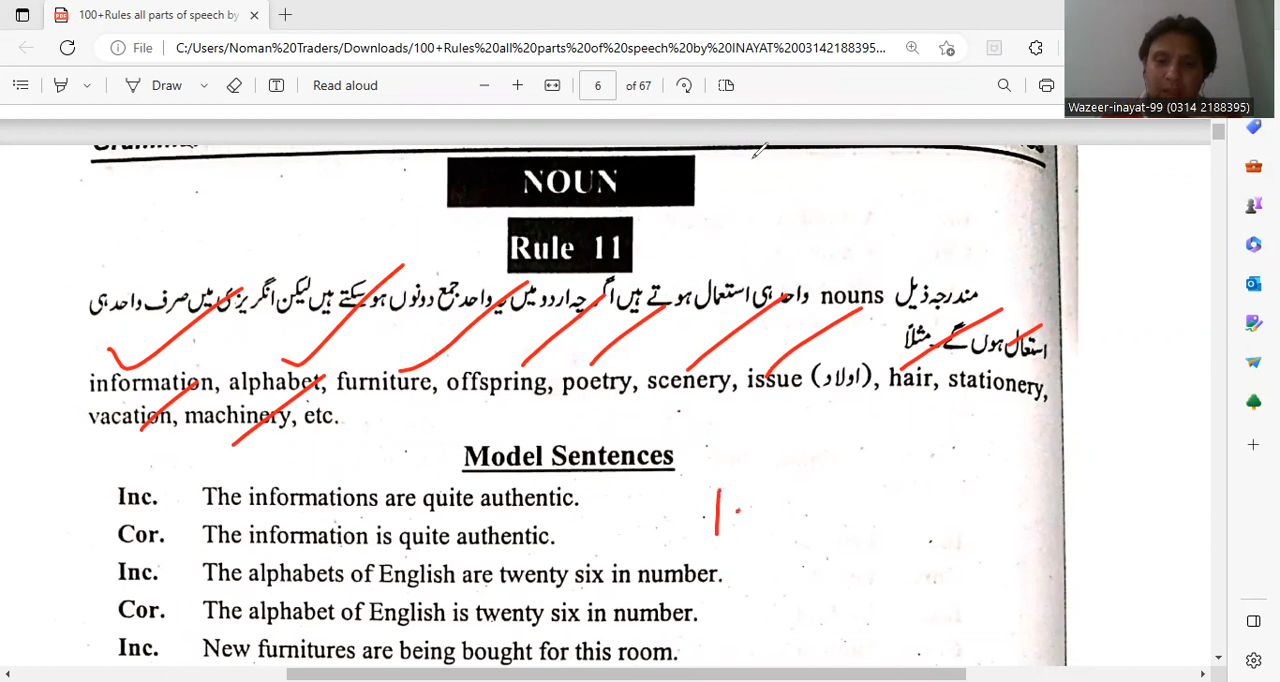 100+Rules all parts of speech by
File C:/Users/Noman%20Traders/Downloads/100+Rules%20all%20parts%20of%20speech%20by%20INAYAT%2003142188395...
Draw Read aloud 6 of 67
Wazeer-inayat-99 (0314 2188395)
NOUN
Rule 11
مندرجہ ذیل nouns واحد ہی استعمال ہوتے ہیں اگرچہ اردو میں یہ واحد جمع دونوں ہو سکتے ہیں لیکن انگریزی میں صرف واحد ہی
استعال ہوں گے۔ مثلاً
information, alphabet, furniture, offspring, poetry, scenery, issue (اولاد), hair, stationery,
vacation, machinery, etc.
Model Sentences
Inc. The informations are quite authentic.
Cor. The information is quite authentic.
Inc. The alphabets of English are twenty six in number.
Cor. The alphabet of English is twenty six in number.
Inc. New furnitures are being bought for this room.